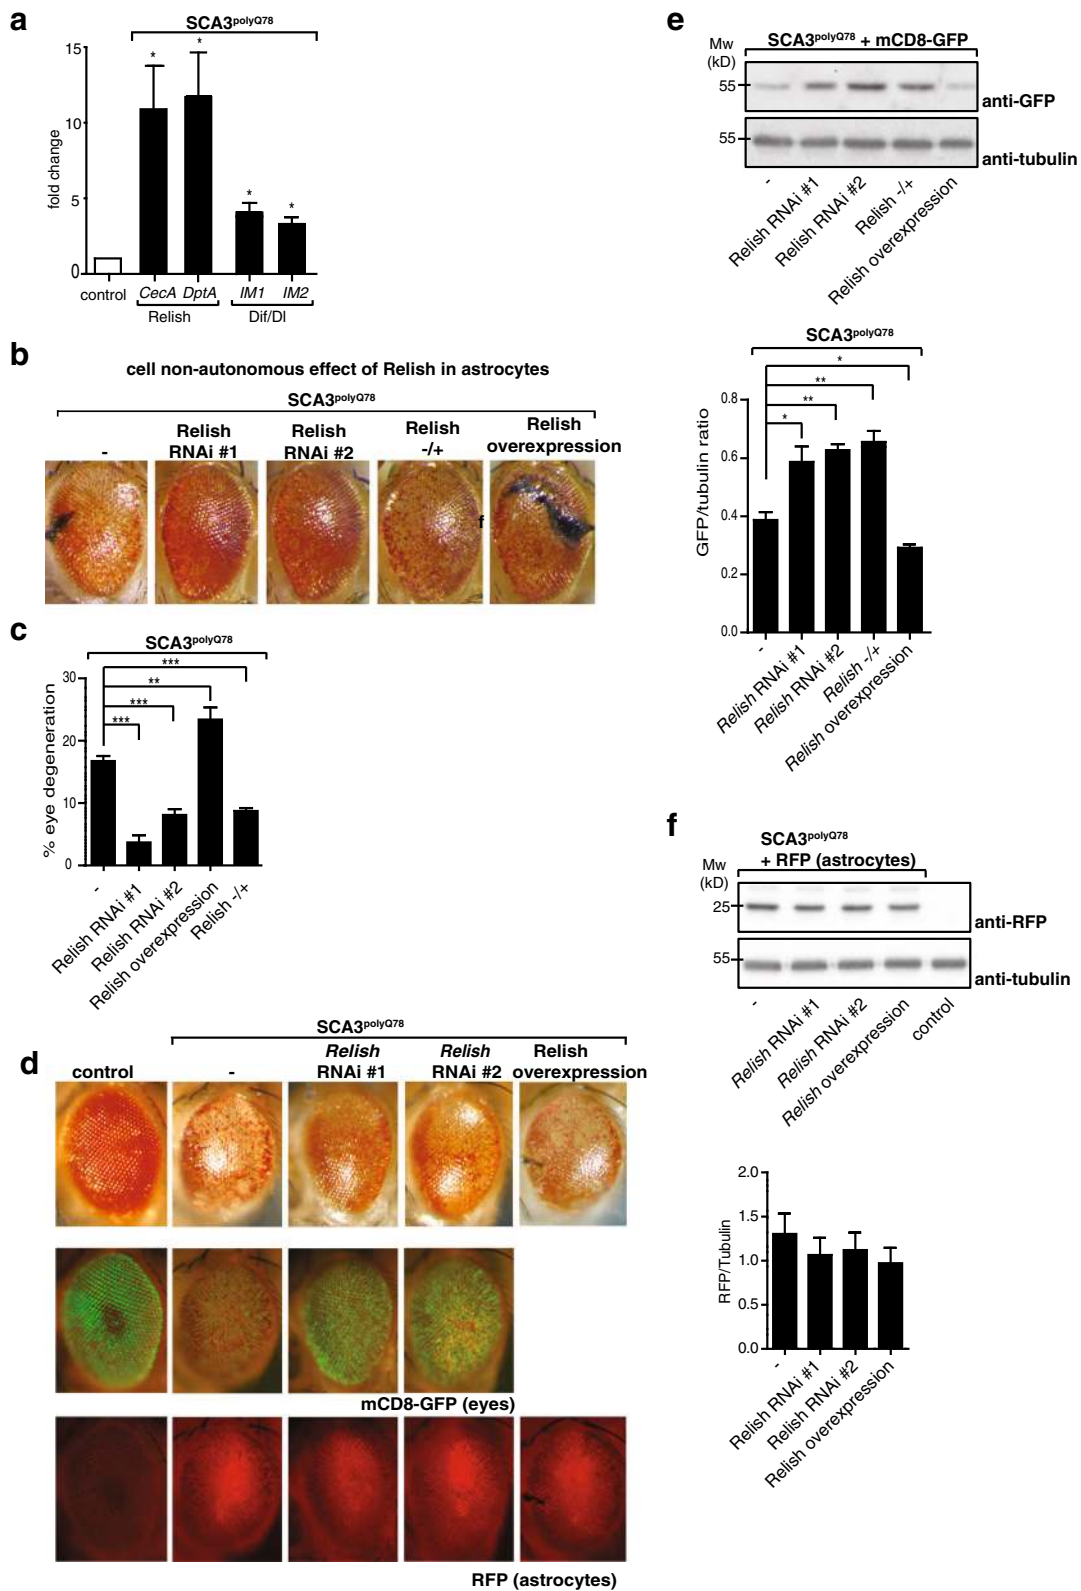 a
SCA3polyQ78
fold change
15
10
5
0
* * * *
control CecA DptA IM1 IM2
Relish Dif/Dl
b
cell non-autonomous effect of Relish in astrocytes
SCA3polyQ78
- Relish RNAi #1 Relish RNAi #2 Relish -/+ Relish overexpression
f
c
SCA3polyQ78
% eye degeneration
30
20
10
0
***
**
***
***
-
Relish RNAi #1
Relish RNAi #2
Relish overexpression
Relish -/+
d
SCA3polyQ78
control - Relish RNAi #1 Relish RNAi #2 Relish overexpression
mCD8-GFP (eyes)
RFP (astrocytes)
e
Mw (kD)
SCA3polyQ78 + mCD8-GFP
55
anti-GFP
55
anti-tubulin
-
Relish RNAi #1
Relish RNAi #2
Relish -/+
Relish overexpression
SCA3polyQ78
GFP/tubulin ratio
0.8
0.6
0.4
0.2
0.0
*
**
**
*
-
Relish RNAi #1
Relish RNAi #2
Relish -/+
Relish overexpression
f
SCA3polyQ78
+ RFP (astrocytes)
Mw (kD)
25
anti-RFP
55
anti-tubulin
-
Relish RNAi #1
Relish RNAi #2
Relish overexpression
control
RFP/Tubulin
2.0
1.5
1.0
0.5
0.0
-
Relish RNAi #1
Relish RNAi #2
Relish overexpression